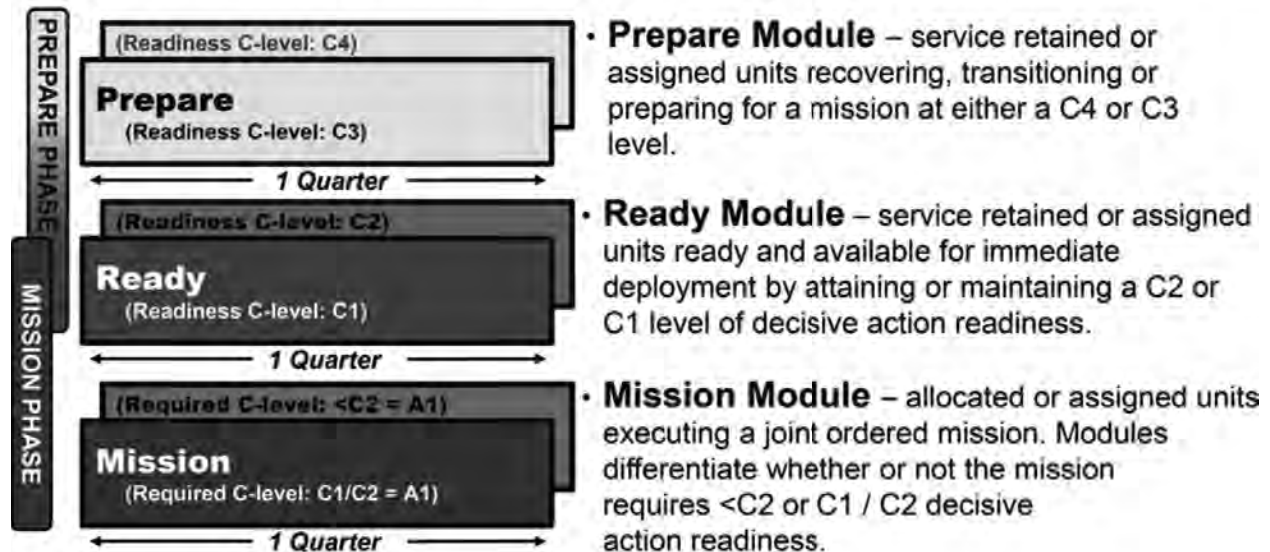 PREPARE PHASE
MISSION PHASE
(Readiness C-level: C4)
Prepare
(Readiness C-level: C3)
1 Quarter
(Readiness C-level: C2)
Ready
(Readiness C-level: C1)
1 Quarter
(Required C-level: <C2 = A1)
Mission
(Required C-level: C1/C2 = A1)
1 Quarter
• Prepare Module – service retained or
assigned units recovering, transitioning or
preparing for a mission at either a C4 or C3
level.
• Ready Module – service retained or assigned
units ready and available for immediate
deployment by attaining or maintaining a C2 or
C1 level of decisive action readiness.
• Mission Module – allocated or assigned units
executing a joint ordered mission. Modules
differentiate whether or not the mission
requires <C2 or C1 / C2 decisive
action readiness.